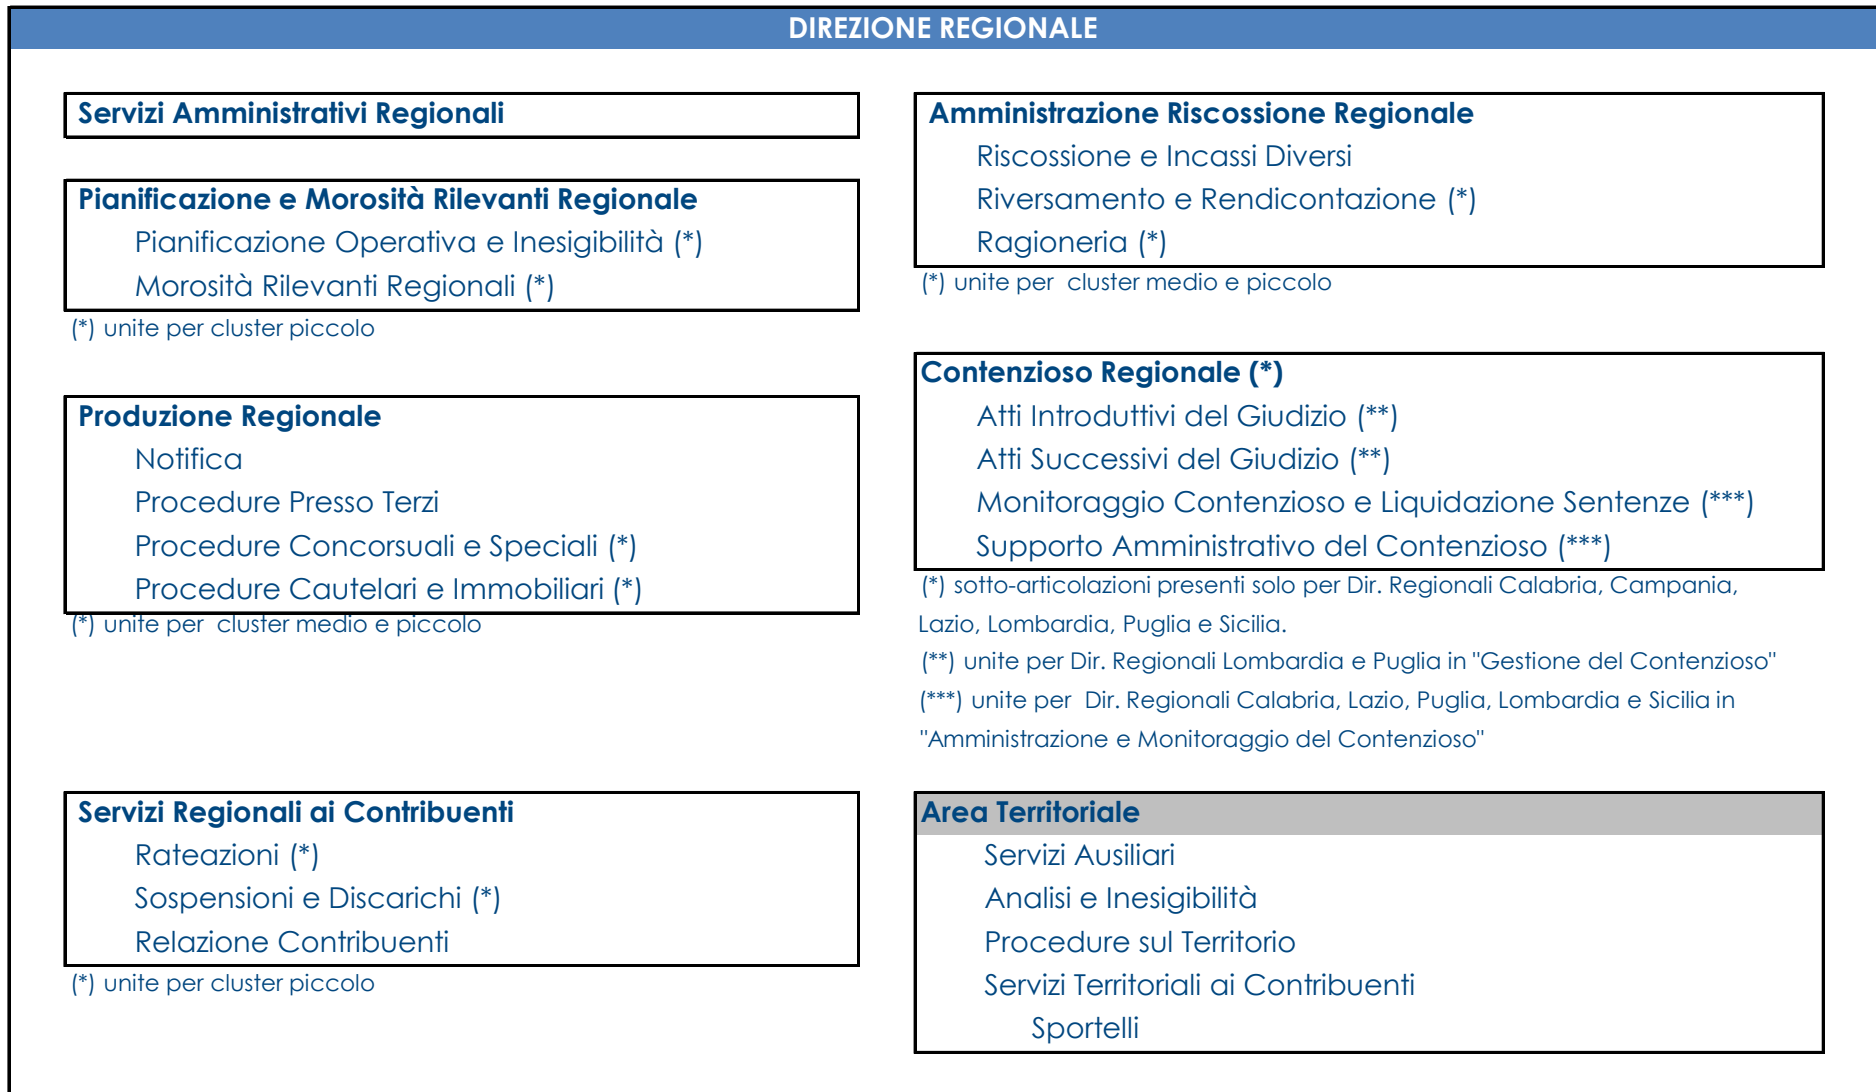 DIREZIONE REGIONALE
Servizi Amministrativi Regionali
Pianificazione e Morosità Rilevanti Regionale
Pianificazione Operativa e Inesigibilità (*)
Morosità Rilevanti Regionali (*)
(*) unite per cluster piccolo
Produzione Regionale
Notifica
Procedure Presso Terzi
Procedure Concorsuali e Speciali (*)
Procedure Cautelari e Immobiliari (*)
(*) unite per cluster medio e piccolo
Servizi Regionali ai Contribuenti
Rateazioni (*)
Sospensioni e Discarichi (*)
Relazione Contribuenti
(*) unite per cluster piccolo
Amministrazione Riscossione Regionale
Riscossione e Incassi Diversi
Riversamento e Rendicontazione (*)
Ragioneria (*)
(*) unite per cluster medio e piccolo
Contenzioso Regionale (*)
Atti Introduttivi del Giudizio (**)
Atti Successivi del Giudizio (**)
Monitoraggio Contenzioso e Liquidazione Sentenze (***)
Supporto Amministrativo del Contenzioso (***)
(*) sotto-articolazioni presenti solo per Dir. Regionali Calabria, Campania,
Lazio, Lombardia, Puglia e Sicilia.
(**) unite per Dir. Regionali Lombardia e Puglia in "Gestione del Contenzioso"
(***) unite per Dir. Regionali Calabria, Lazio, Puglia, Lombardia e Sicilia in
"Amministrazione e Monitoraggio del Contenzioso"
Area Territoriale
Servizi Ausiliari
Analisi e Inesigibilità
Procedure sul Territorio
Servizi Territoriali ai Contribuenti
Sportelli